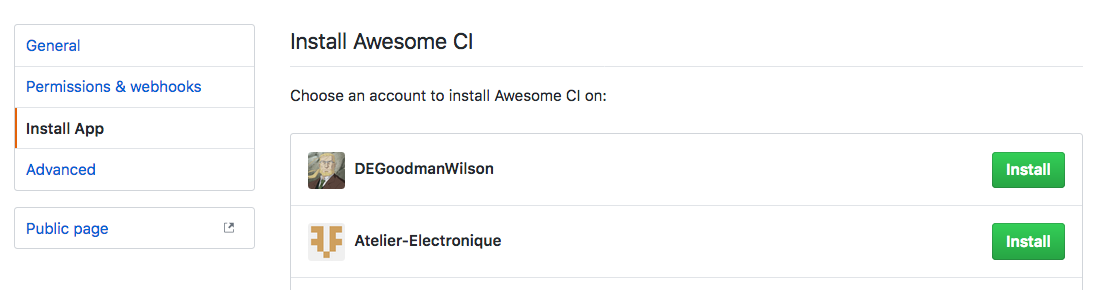 General
Permissions & webhooks
Install App
Advanced
Public page
Install Awesome CI
Choose an account to install Awesome CI on:
DEGoodmanWilson
Install
Atelier-Electronique
Install